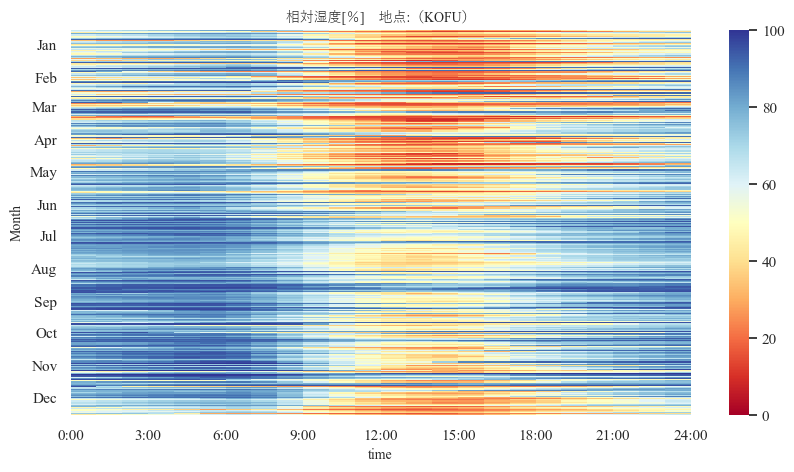 相対湿度[%]　地点:（KOFU）
Jan
Feb
Mar
Apr
May
Jun
Jul
Aug
Sep
Oct
Nov
Dec
Month
0:00 3:00 6:00 9:00 12:00 15:00 18:00 21:00 24:00
time
100
80
60
40
20
0